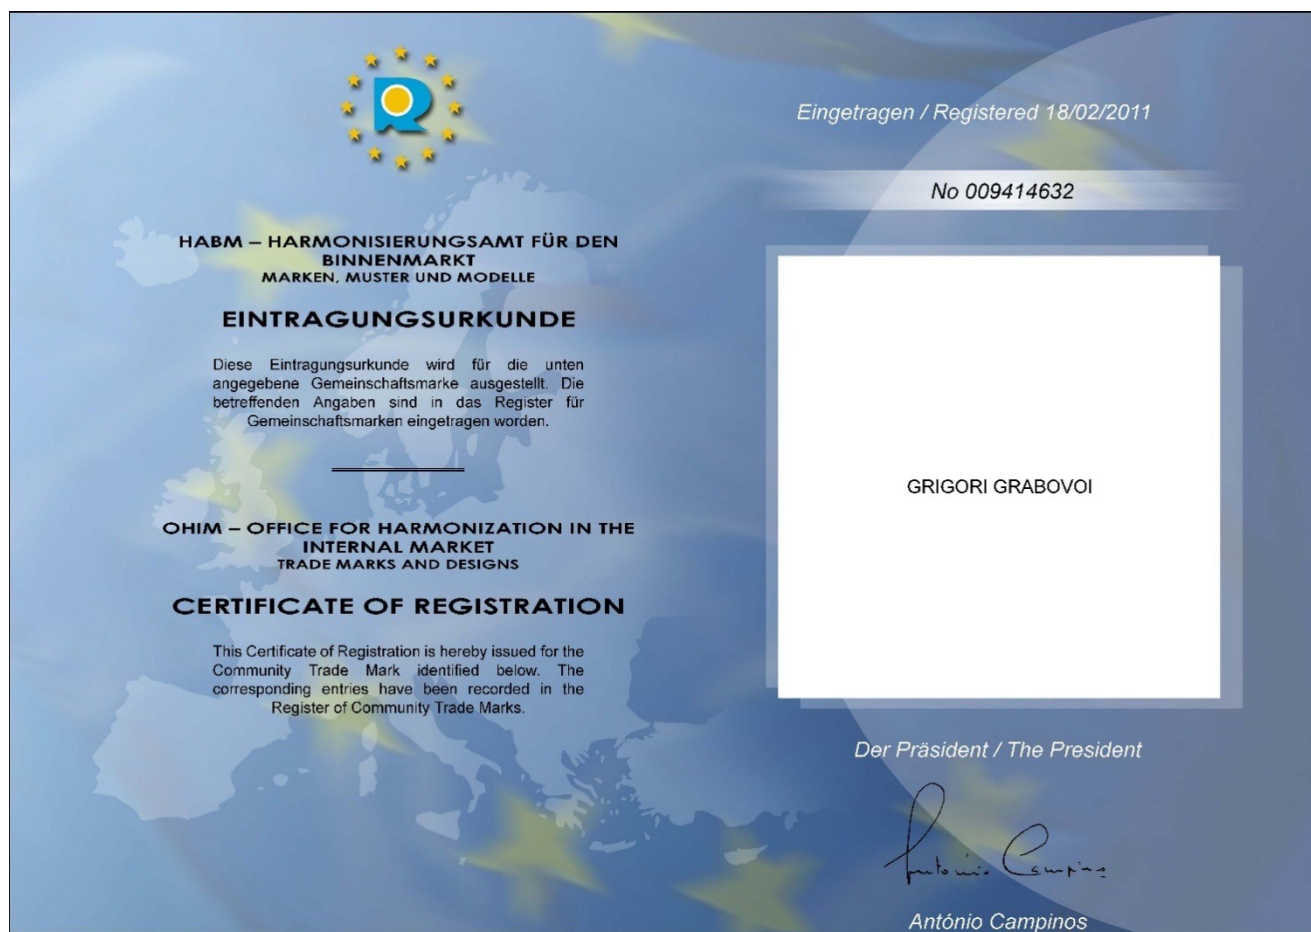 HABM – HARMONISIERUNGSAMT FÜR DEN
BINNENMARKT
MARKEN, MUSTER UND MODELLE
EINTRAGUNGSURKUNDE
Diese Eintragungsurkunde wird für die unten
angegebene Gemeinschaftsmarke ausgestellt. Die
betreffenden Angaben sind in das Register für
Gemeinschaftsmarken eingetragen worden.
OHIM – OFFICE FOR HARMONIZATION IN THE
INTERNAL MARKET
TRADE MARKS AND DESIGNS
CERTIFICATE OF REGISTRATION
This Certificate of Registration is hereby issued for the
Community Trade Mark identified below. The
corresponding entries have been recorded in the
Register of Community Trade Marks.
Eingetragen / Registered 18/02/2011
No 009414632
GRIGORI GRABOVOI
Der Präsident / The President
António Campinos
António Campinos